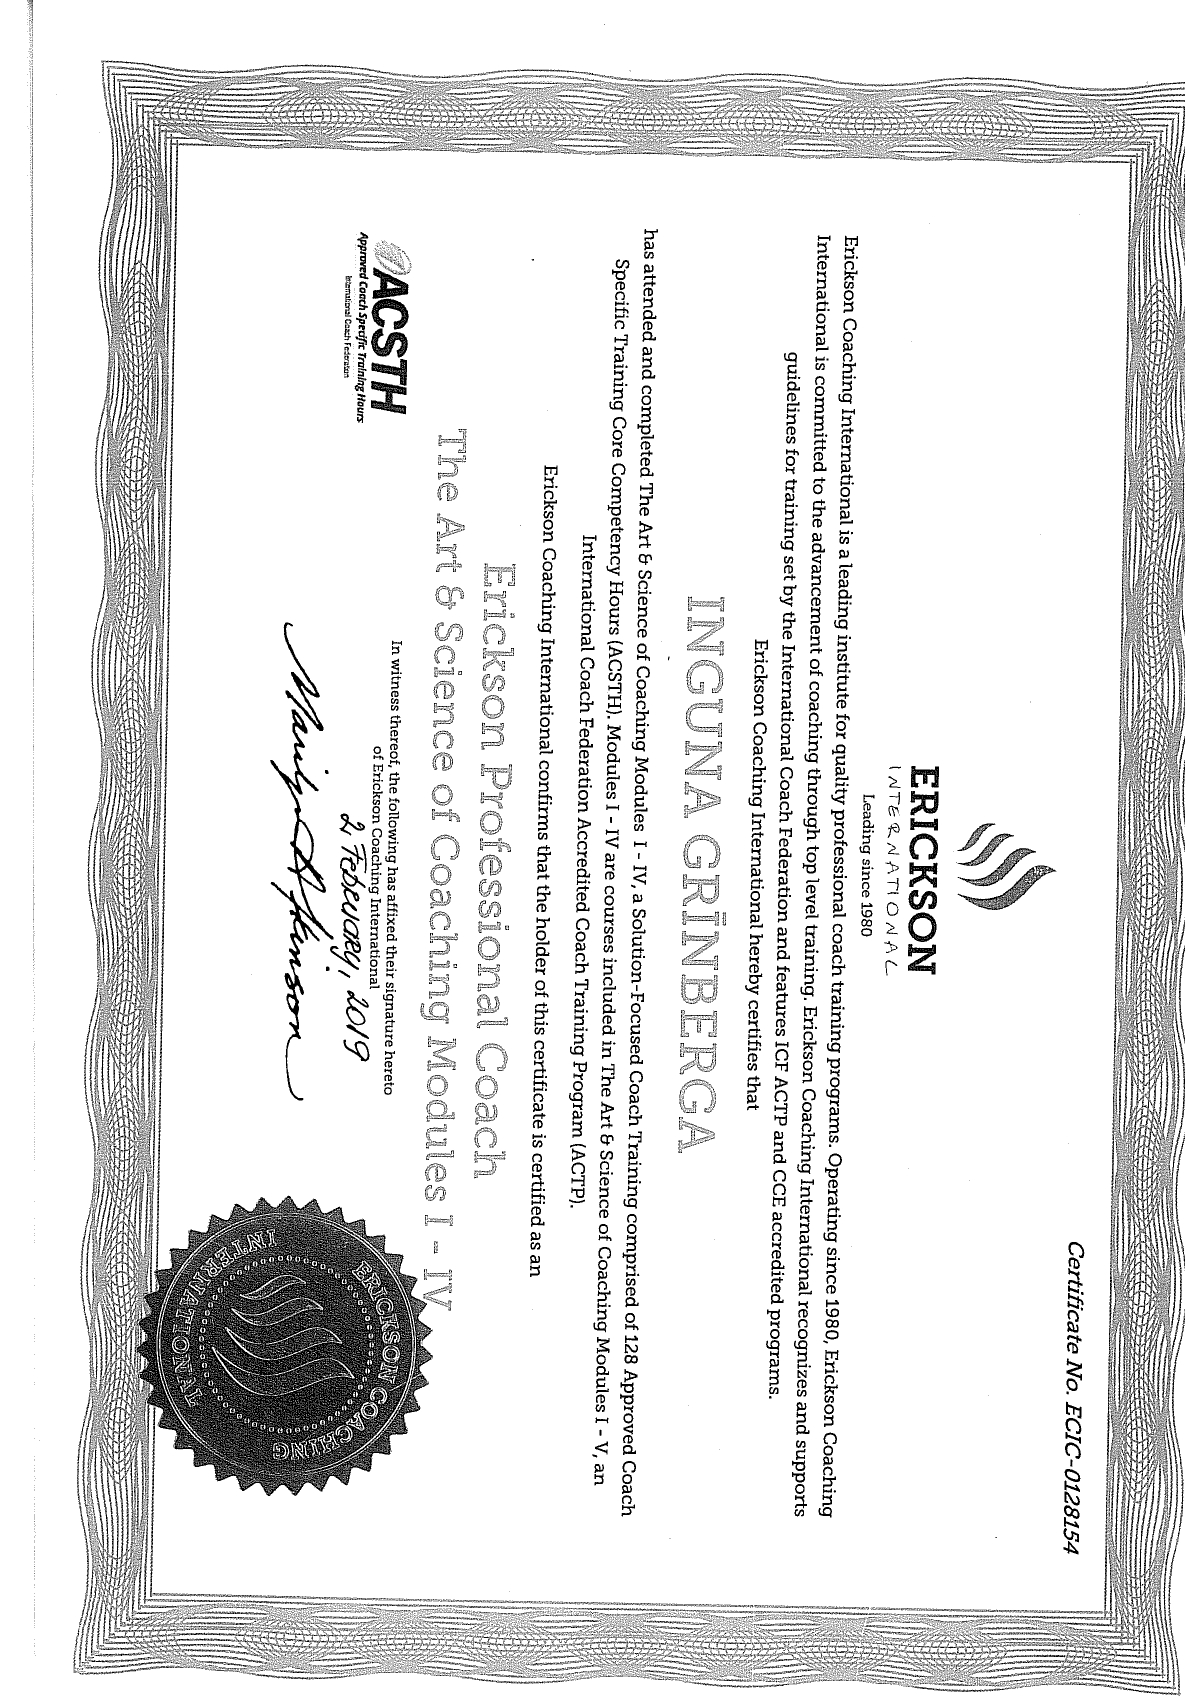 Certificate No. ECIC-0128154
ERICKSON
INTERNATIONAL
Leading since 1980
Erickson Coaching International is a leading institute for quality professional coach training programs. Operating since 1980, Erickson Coaching
International is committed to the advancement of coaching through top level training. Erickson Coaching International recognizes and supports
guidelines for training set by the International Coach Federation and features ICF ACTP and CCE accredited programs.
Erickson Coaching International hereby certifies that
INGUNA GRĪNBERGA
has attended and completed The Art & Science of Coaching Modules I - IV, a Solution-Focused Coach Training comprised of 128 Approved Coach
Specific Training Core Competency Hours (ACSTH). Modules I - IV are courses included in The Art & Science of Coaching Modules I - V, an
International Coach Federation Accredited Coach Training Program (ACTP).
Erickson Coaching International confirms that the holder of this certificate is certified as an
Erickson Professional Coach
The Art & Science of Coaching Modules I - IV
ACSTH
Approved Coach Specific Training Hours
International Coach Federation
In witness thereof, the following has affixed their signature hereto
of Erickson Coaching International
2 February, 2019
Marilyn Atkinson
ERICKSON COACHING
INTERNATIONAL